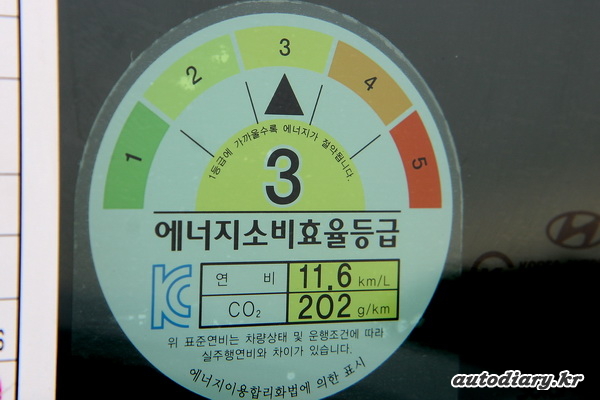 1
2
3
4
5
1등급에 가까울수록 에너지가 절약됩니다.
3
에너지소비효율등급
연 비 11.6 km/L
CO₂ 202 g/km
위 표준연비는 차량상태 및 운행조건에 따라
실주행연비와 차이가 있습니다.
에너지이용합리화법에 의한 표시
autodiary.kr